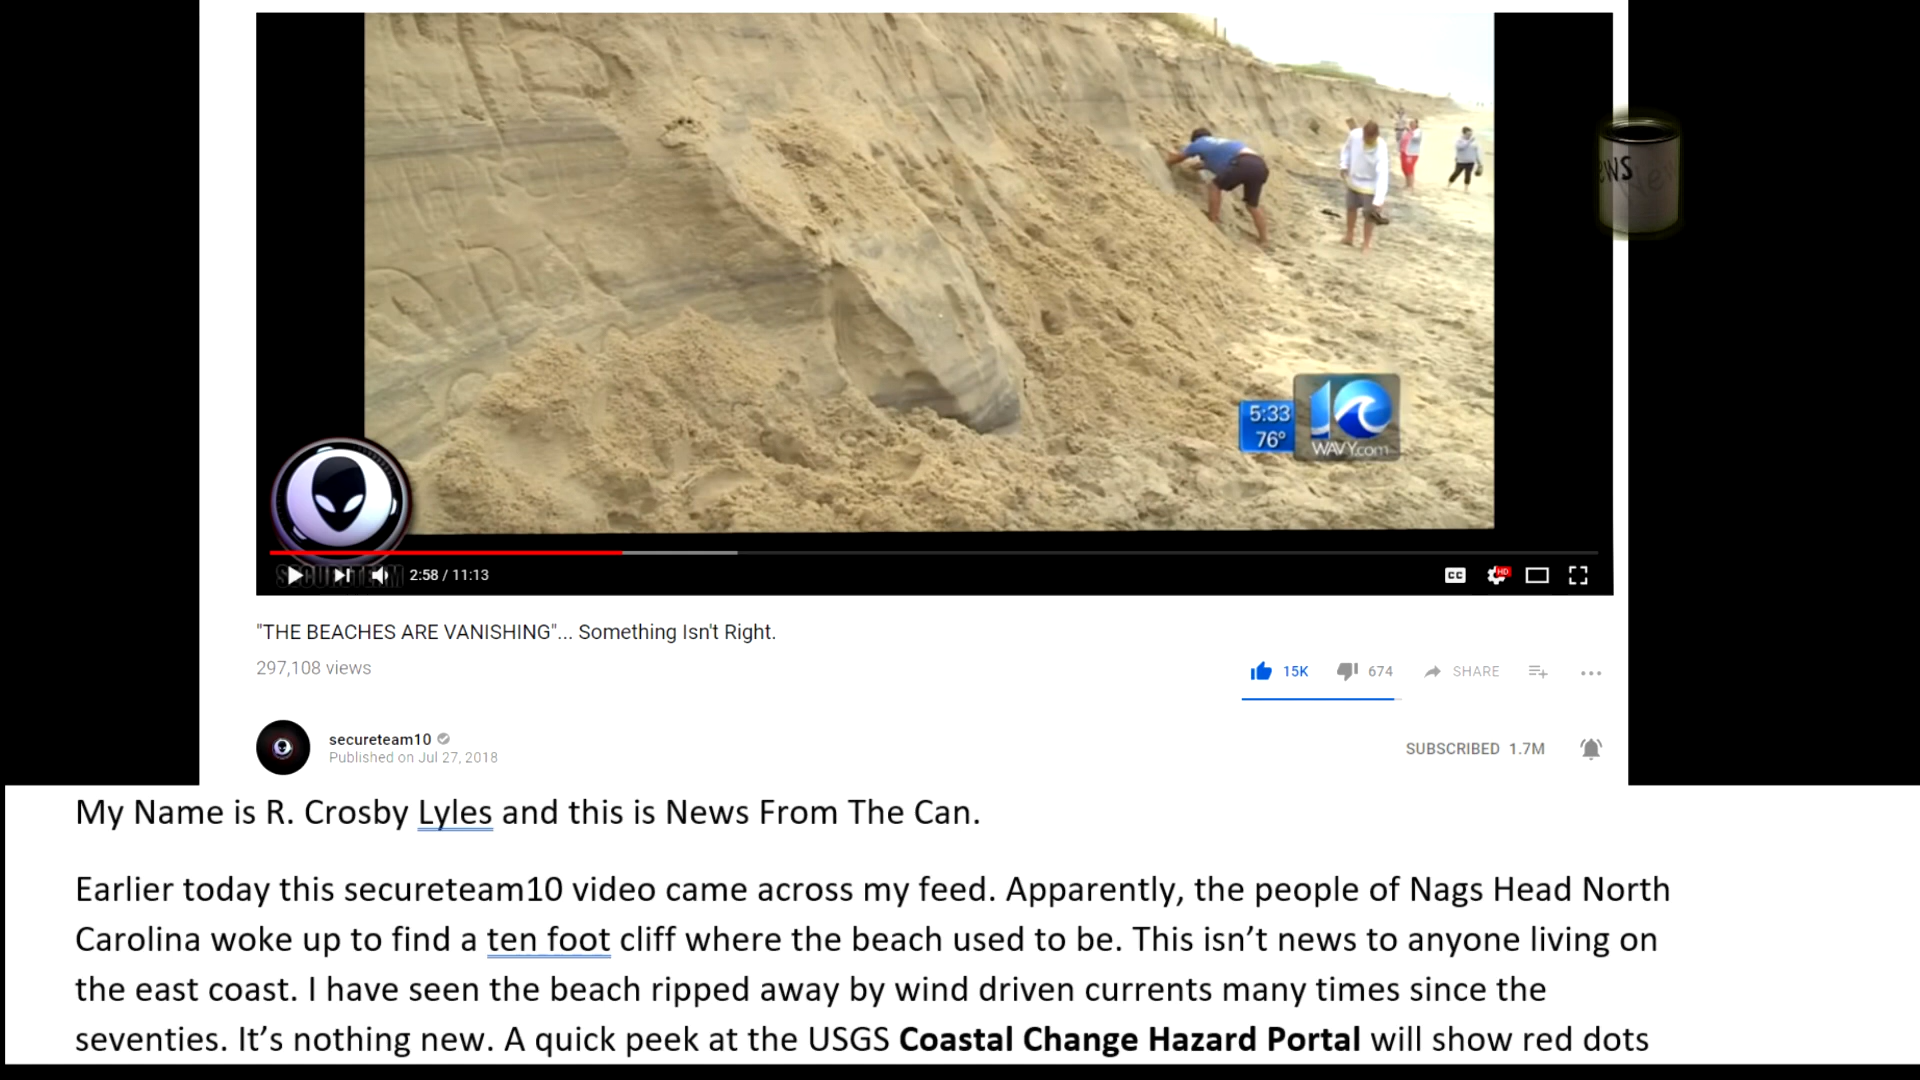 ews
5:33
76°
10
WAVY.com
SECURETEAM
2:58 / 11:13
CC
HD
"THE BEACHES ARE VANISHING"... Something Isn't Right.
297,108 views
15K
674
SHARE
secureteam10
Published on Jul 27, 2018
SUBSCRIBED 1.7M
My Name is R. Crosby Lyles and this is News From The Can.
Earlier today this secureteam10 video came across my feed. Apparently, the people of Nags Head North
Carolina woke up to find a ten foot cliff where the beach used to be. This isn’t news to anyone living on
the east coast. I have seen the beach ripped away by wind driven currents many times since the
seventies. It’s nothing new. A quick peek at the USGS Coastal Change Hazard Portal will show red dots